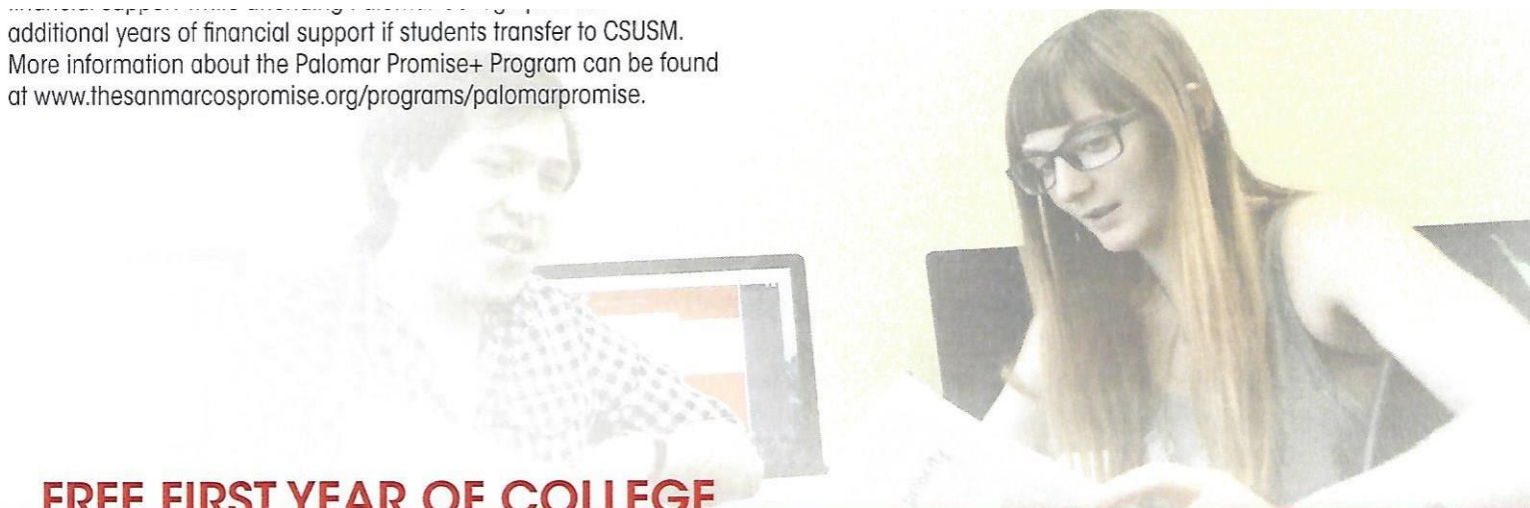 additional years of financial support if students transfer to CSUSM.
More information about the Palomar Promise+ Program can be found
at www.thesanmarcospromise.org/programs/palomarpromise.
FREE FIRST YEAR OF COLLEGE